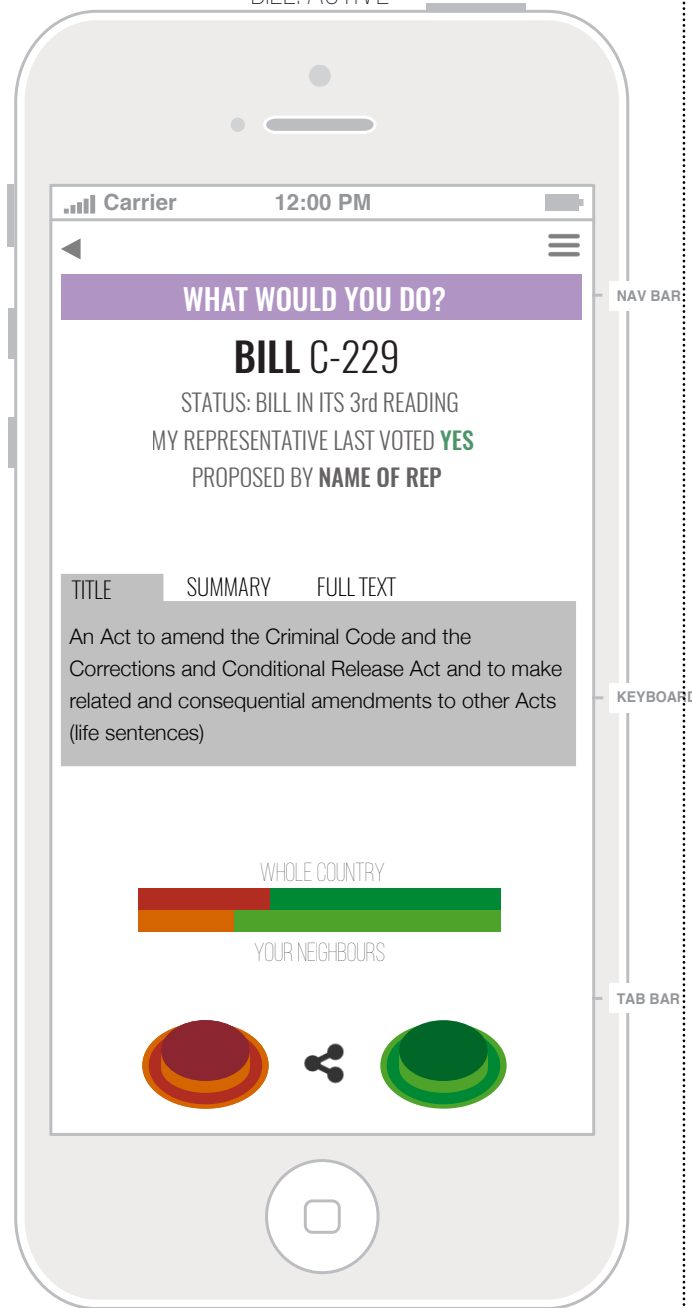 BILL: ACTIVE
Carrier 12:00 PM
WHAT WOULD YOU DO?
NAV BAR
BILL C-229
STATUS: BILL IN ITS 3rd READING
MY REPRESENTATIVE LAST VOTED YES
PROPOSED BY NAME OF REP
TITLE SUMMARY FULL TEXT
An Act to amend the Criminal Code and the
Corrections and Conditional Release Act and to make
related and consequential amendments to other Acts
(life sentences)
KEYBOARD
WHOLE COUNTRY
YOUR NEIGHBOURS
TAB BAR